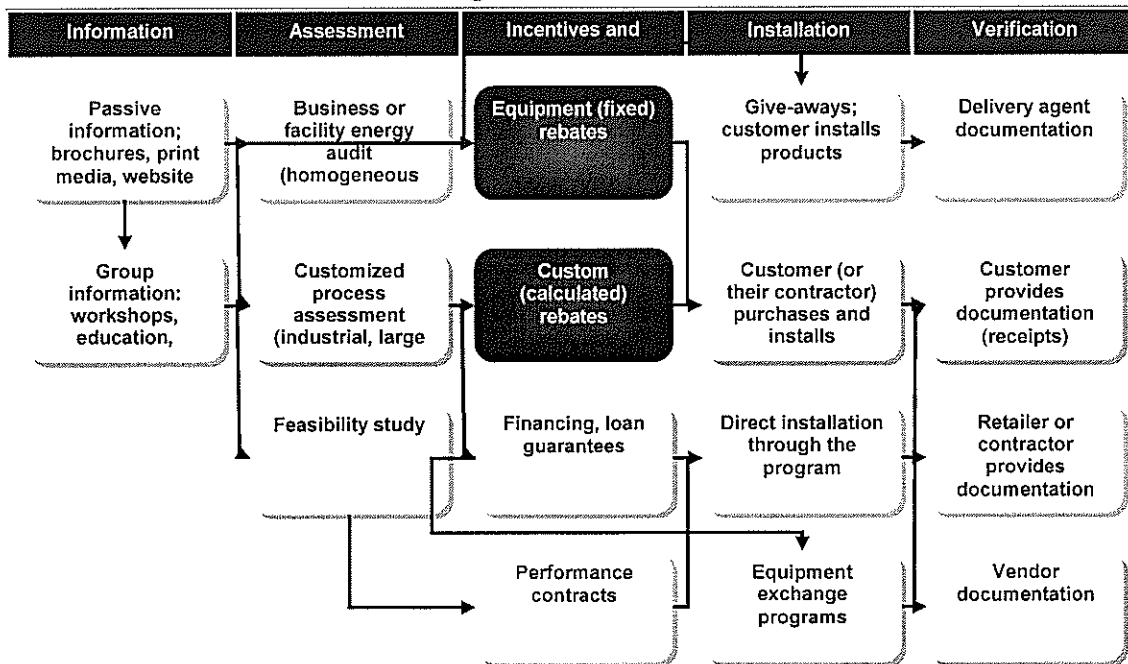 Information
Assessment
Incentives and
Installation
Verification
Passive
information;
brochures, print
media, website
Business or
facility energy
audit
(homogeneous
Equipment (fixed)
rebates
Give-aways;
customer installs
products
Delivery agent
documentation
Group
information:
workshops,
education,
Customized
process
assessment
(industrial, large
Custom
(calculated)
rebates
Customer (or
their contractor)
purchases and
installs
Customer
provides
documentation
(receipts)
Feasibility study
Financing, loan
guarantees
Direct installation
through the
program
Retailer or
contractor
provides
documentation
Performance
contracts
Equipment
exchange
programs
Vendor
documentation